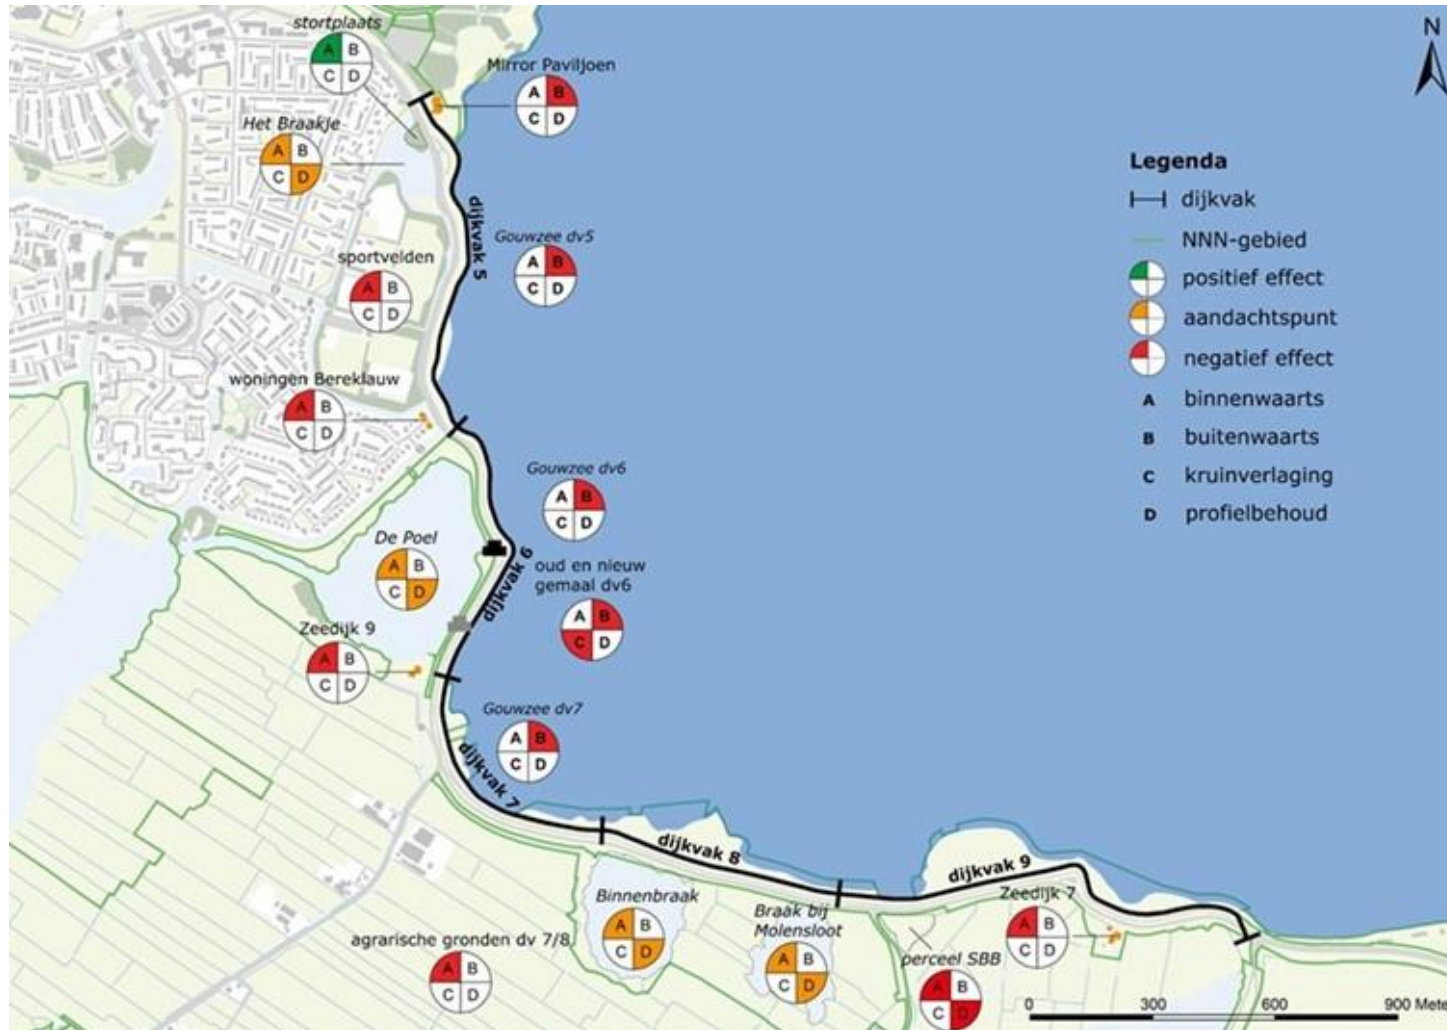 stortplaats
A B
C D
Mirror Paviljoen
A B
C D
N
Het Braakje
A B
C D
dijkvak 5
Gouwzee dv5
A B
C D
sportvelden
A B
C D
woningen Bereklauw
A B
C D
Legenda
dijkvak
NNN-gebied
positief effect
aandachtspunt
negatief effect
A binnenwaarts
B buitenwaarts
C kruinverlaging
D profielbehoud
Gouwzee dv6
A B
C D
De Poel
A B
C D
dijkvak 6
oud en nieuw
gemaal dv6
A B
C D
Zeedijk 9
A B
C D
Gouwzee dv7
A B
C D
dijkvak 7
dijkvak 8
dijkvak 9
Binnenbraak
A B
C D
Braak bij
Molensloot
A B
C D
Zeedijk 7
A B
C D
agrarische gronden dv 7/8
A B
C D
perceel SBB
A B
C D
0 300 600 900 Mete